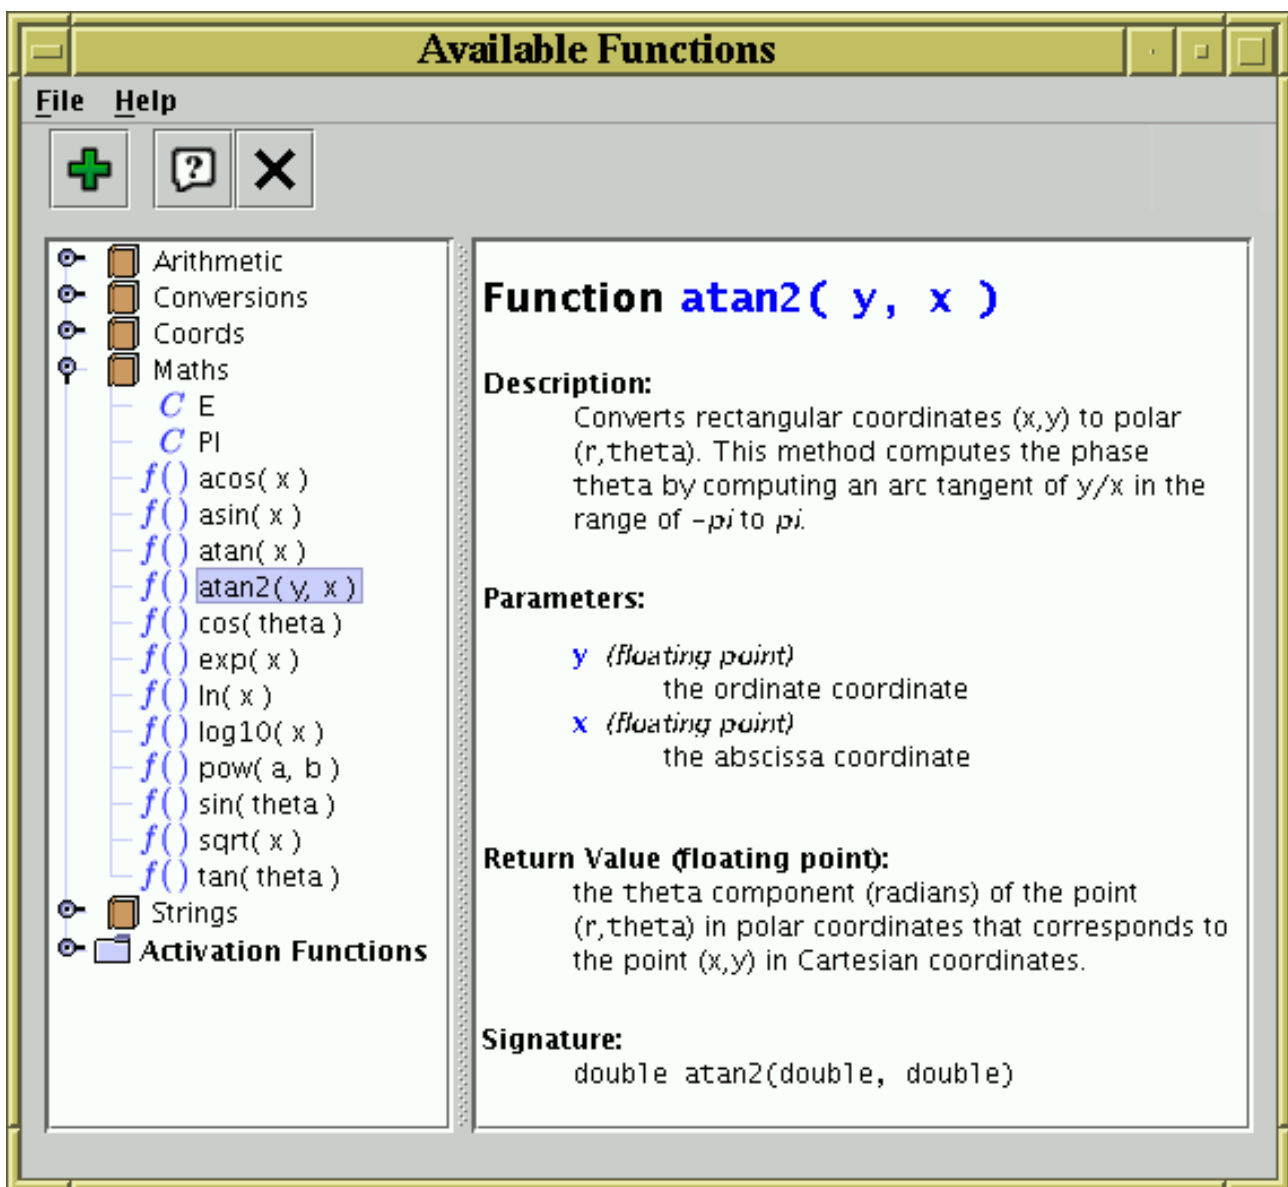 Available Functions
File Help
Arithmetic
Conversions
Coords
Maths
C E
C PI
f() acos( x )
f() asin( x )
f() atan( x )
f() atan2( y, x )
f() cos( theta )
f() exp( x )
f() ln( x )
f() log10( x )
f() pow( a, b )
f() sin( theta )
f() sqrt( x )
f() tan( theta )
Strings
Activation Functions
Function atan2( y, x )
Description:
Converts rectangular coordinates (x,y) to polar
(r,theta). This method computes the phase
theta by computing an arc tangent of y/x in the
range of -pi to pi.
Parameters:
y (floating point)
the ordinate coordinate
x (floating point)
the abscissa coordinate
Return Value (floating point):
the theta component (radians) of the point
(r,theta) in polar coordinates that corresponds to
the point (x,y) in Cartesian coordinates.
Signature:
double atan2(double, double)